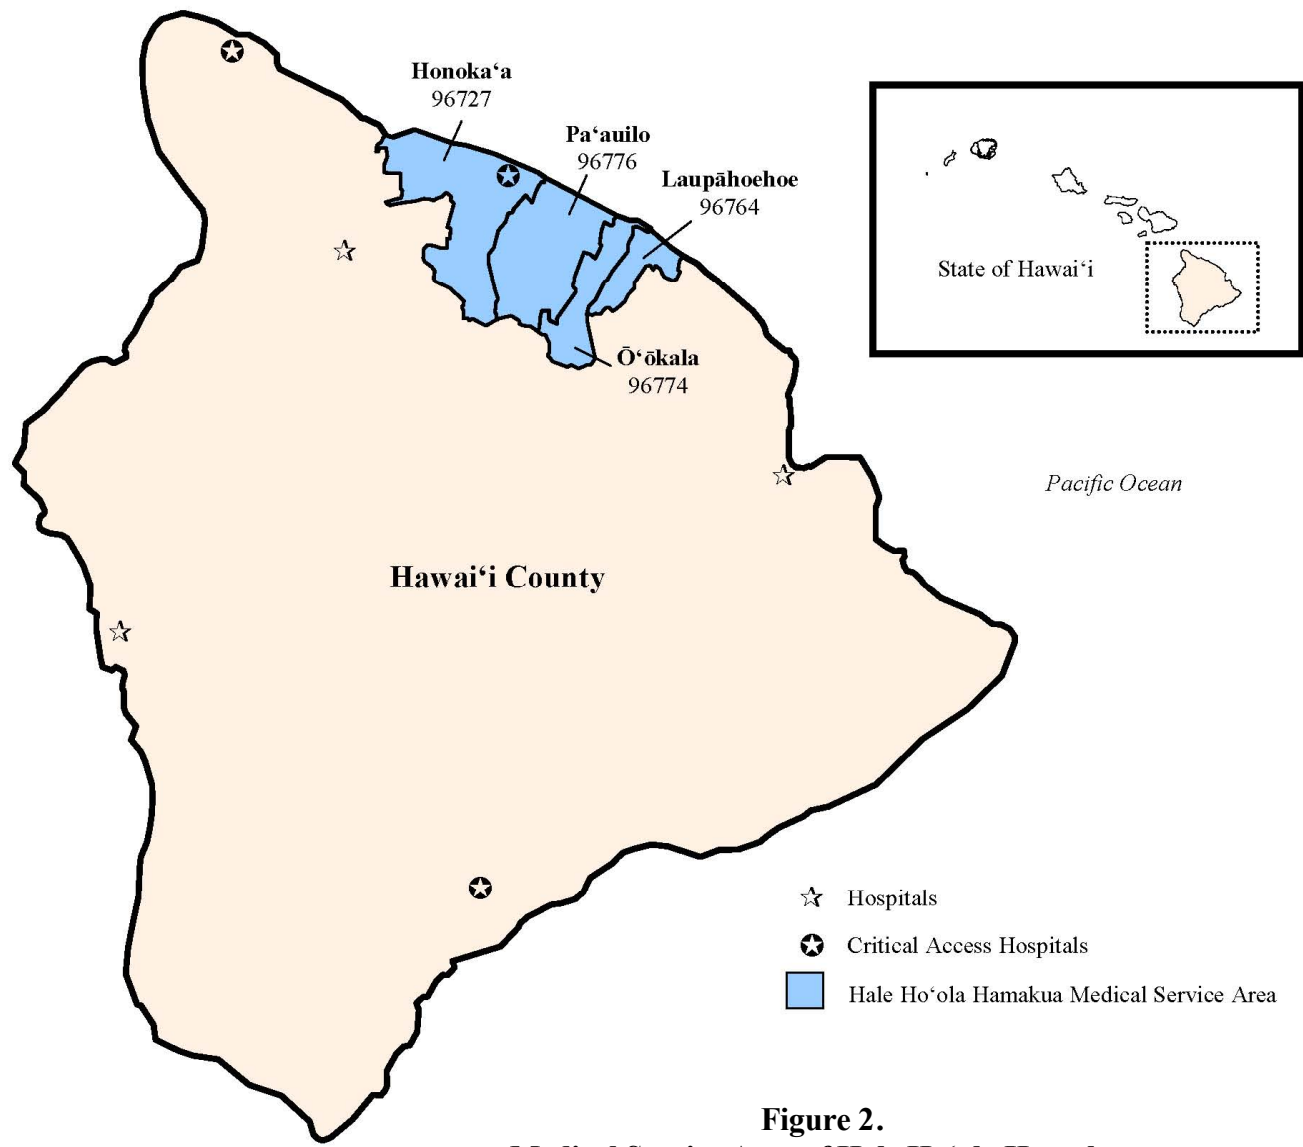 Honoka‘a
96727
Pa‘auilo
96776
Laupāhoehoe
96764
State of Hawai‘i
Ō‘ōkala
96774
Pacific Ocean
Hawai‘i County
Hospitals
Critical Access Hospitals
Hale Ho‘ola Hamakua Medical Service Area
Figure 2.